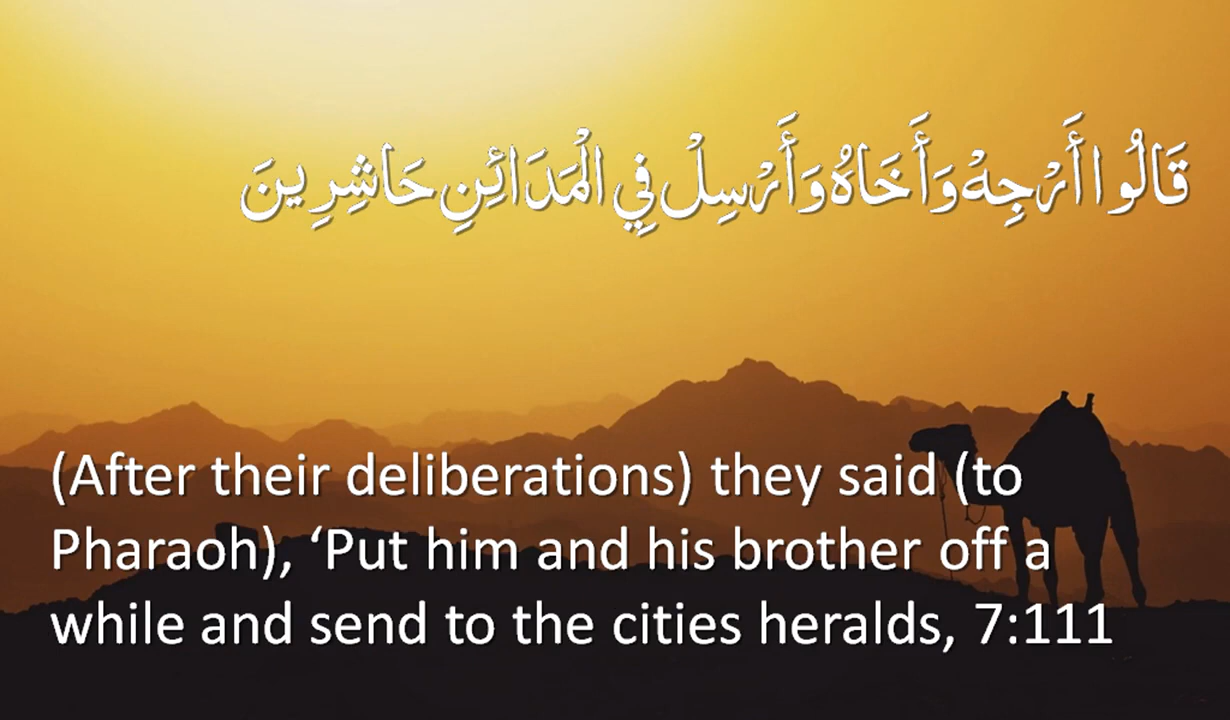 قَالُوا أَرْجِهْ وَأَخَاهُ وَأَرْسِلْ فِي الْمَدَائِنِ حَاشِرِينَ
(After their deliberations) they said (to
Pharaoh), ‘Put him and his brother off a
while and send to the cities heralds, 7:111